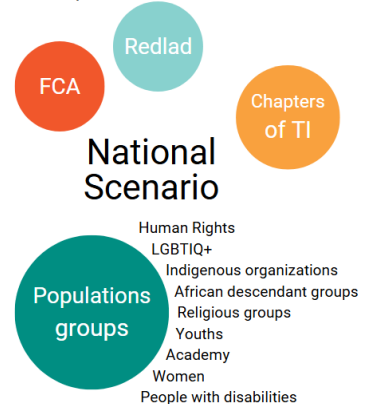 Redlad
FCA
Chapters
of TI
National
Scenario
Human Rights
LGBTIQ+
Indigenous organizations
African descendant groups
Religious groups
Youths
Academy
Women
People with disabilities
Populations
groups